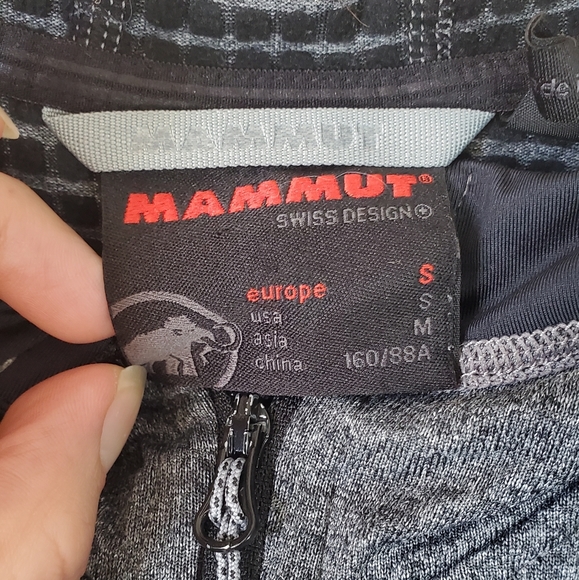 MAMMUT
MAMMUT®
SWISS DESIGN
europe S
usa S
asia M
china 160/88A